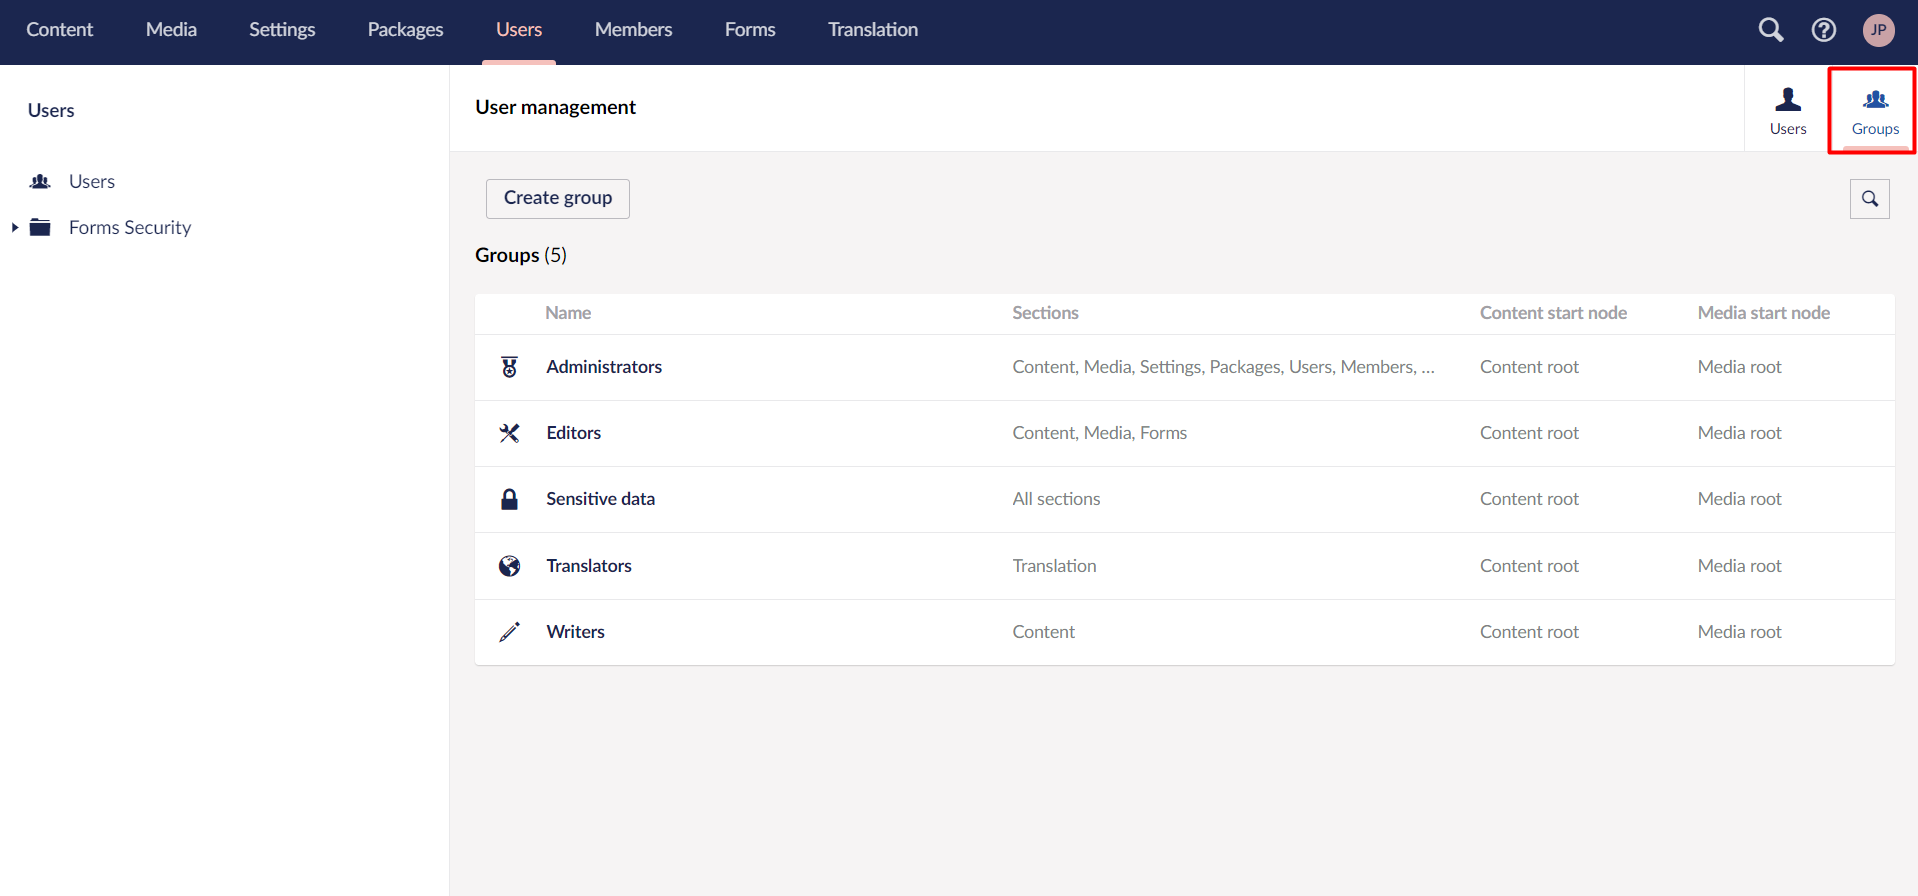 Content Media Settings Packages Users Members Forms Translation JP
Users
Users
Forms Security
User management
Users Groups
Create group
Groups (5)
Name Sections Content start node Media start node
Administrators Content, Media, Settings, Packages, Users, Members, ... Content root Media root
Editors Content, Media, Forms Content root Media root
Sensitive data All sections Content root Media root
Translators Translation Content root Media root
Writers Content Content root Media root